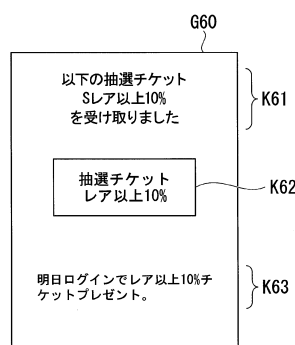 G60
以下の抽選チケット
Sレア以上10%
を受け取りました
K61
抽選チケット
レア以上10%
K62
明日ログインでレア以上10%チ
ケットプレゼント。
K63